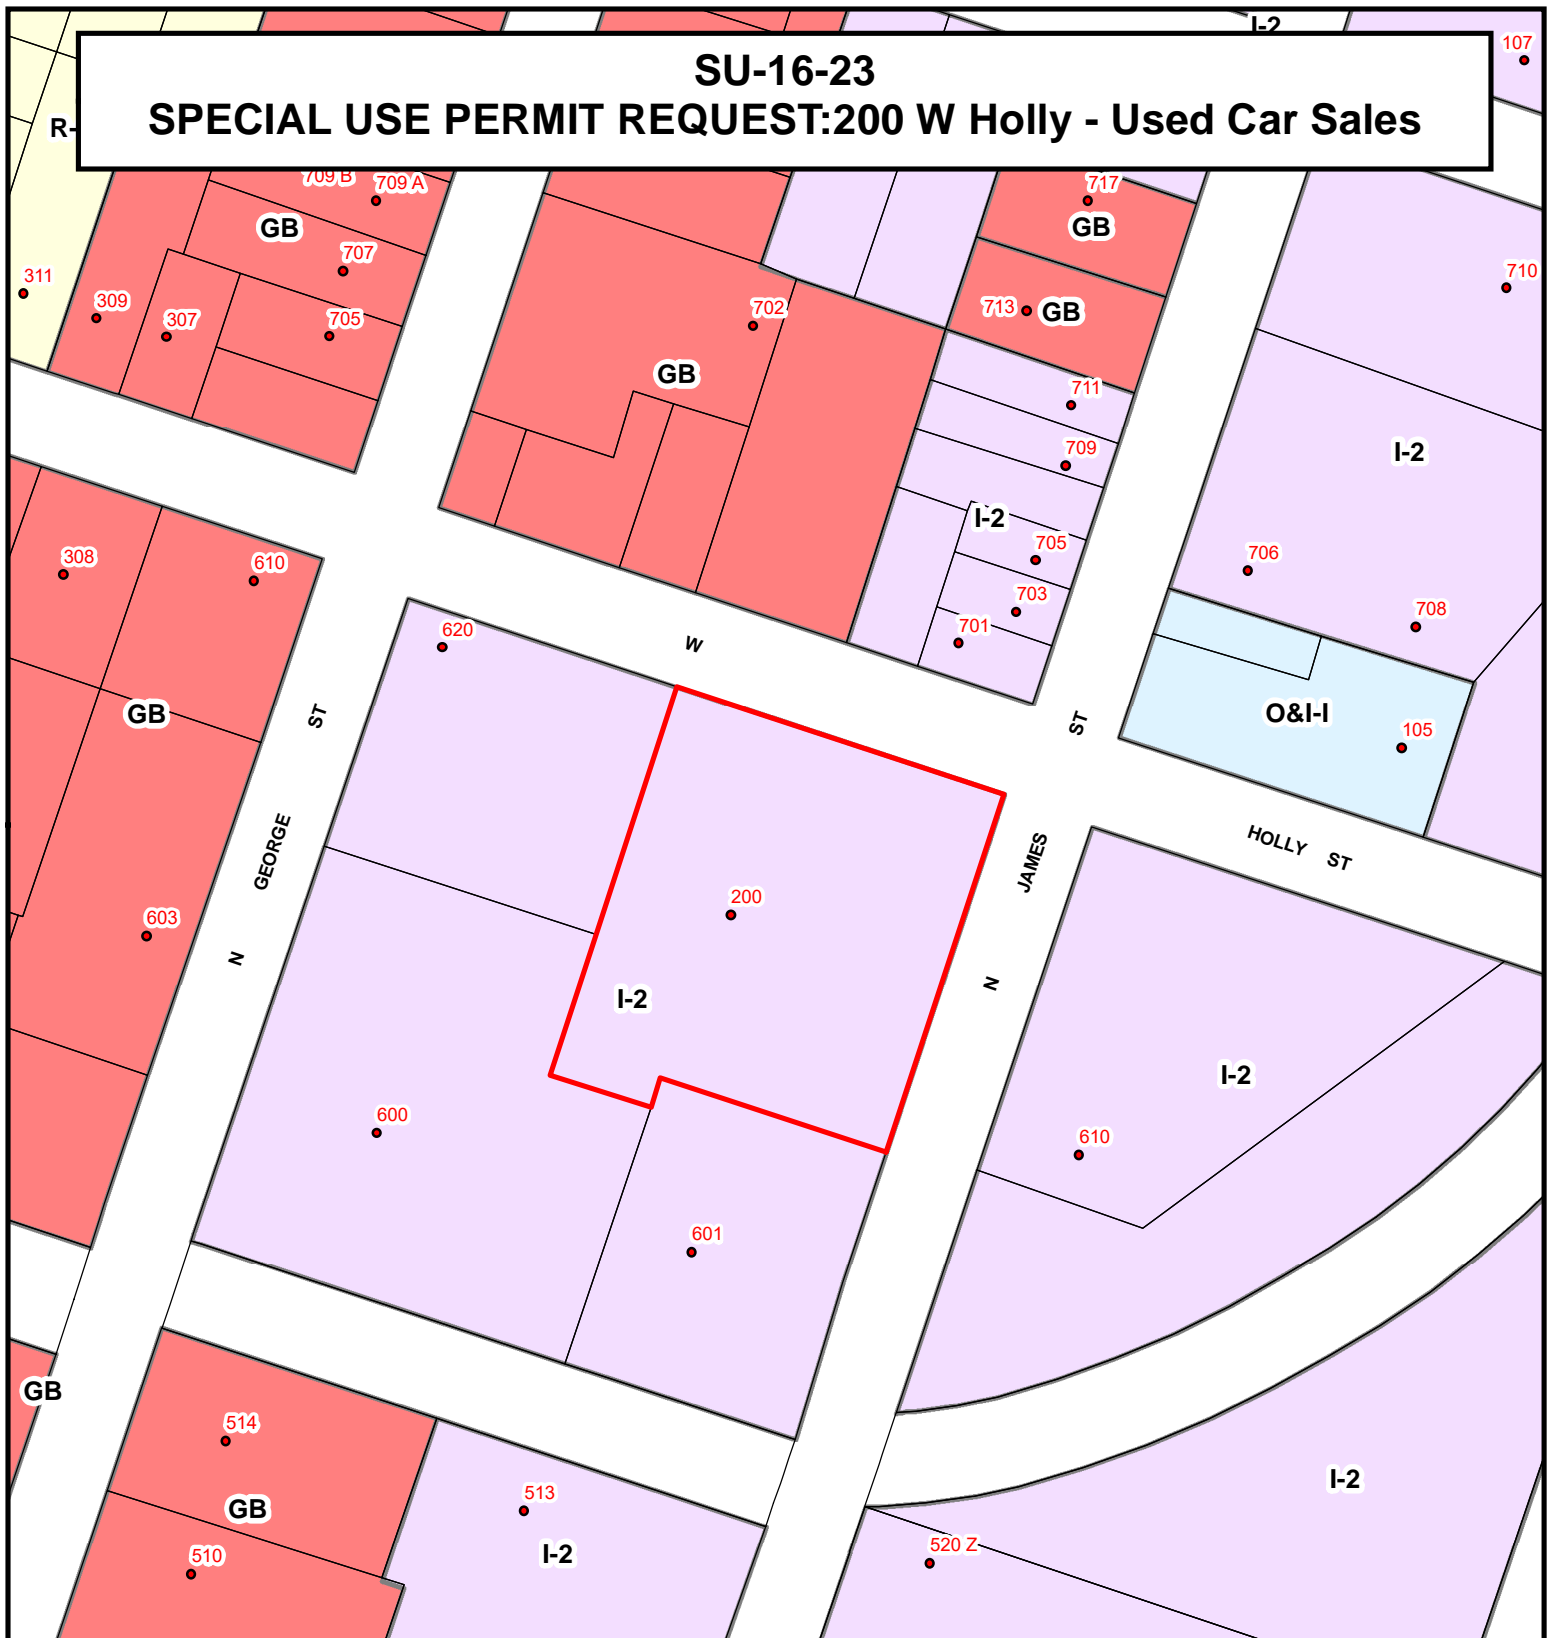 I-2
107
SU-16-23
SPECIAL USE PERMIT REQUEST:200 W Holly - Used Car Sales
R-
709 B
709 A
717
GB
GB
707
311
710
309
307
705
702
713
GB
GB
711
709
I-2
I-2
705
308
610
706
703
708
620
701
W
GB
ST
ST
O&I-I
105
GEORGE
JAMES
HOLLY ST
200
603
N
N
I-2
I-2
600
610
601
GB
514
I-2
513
GB
I-2
510
520 Z